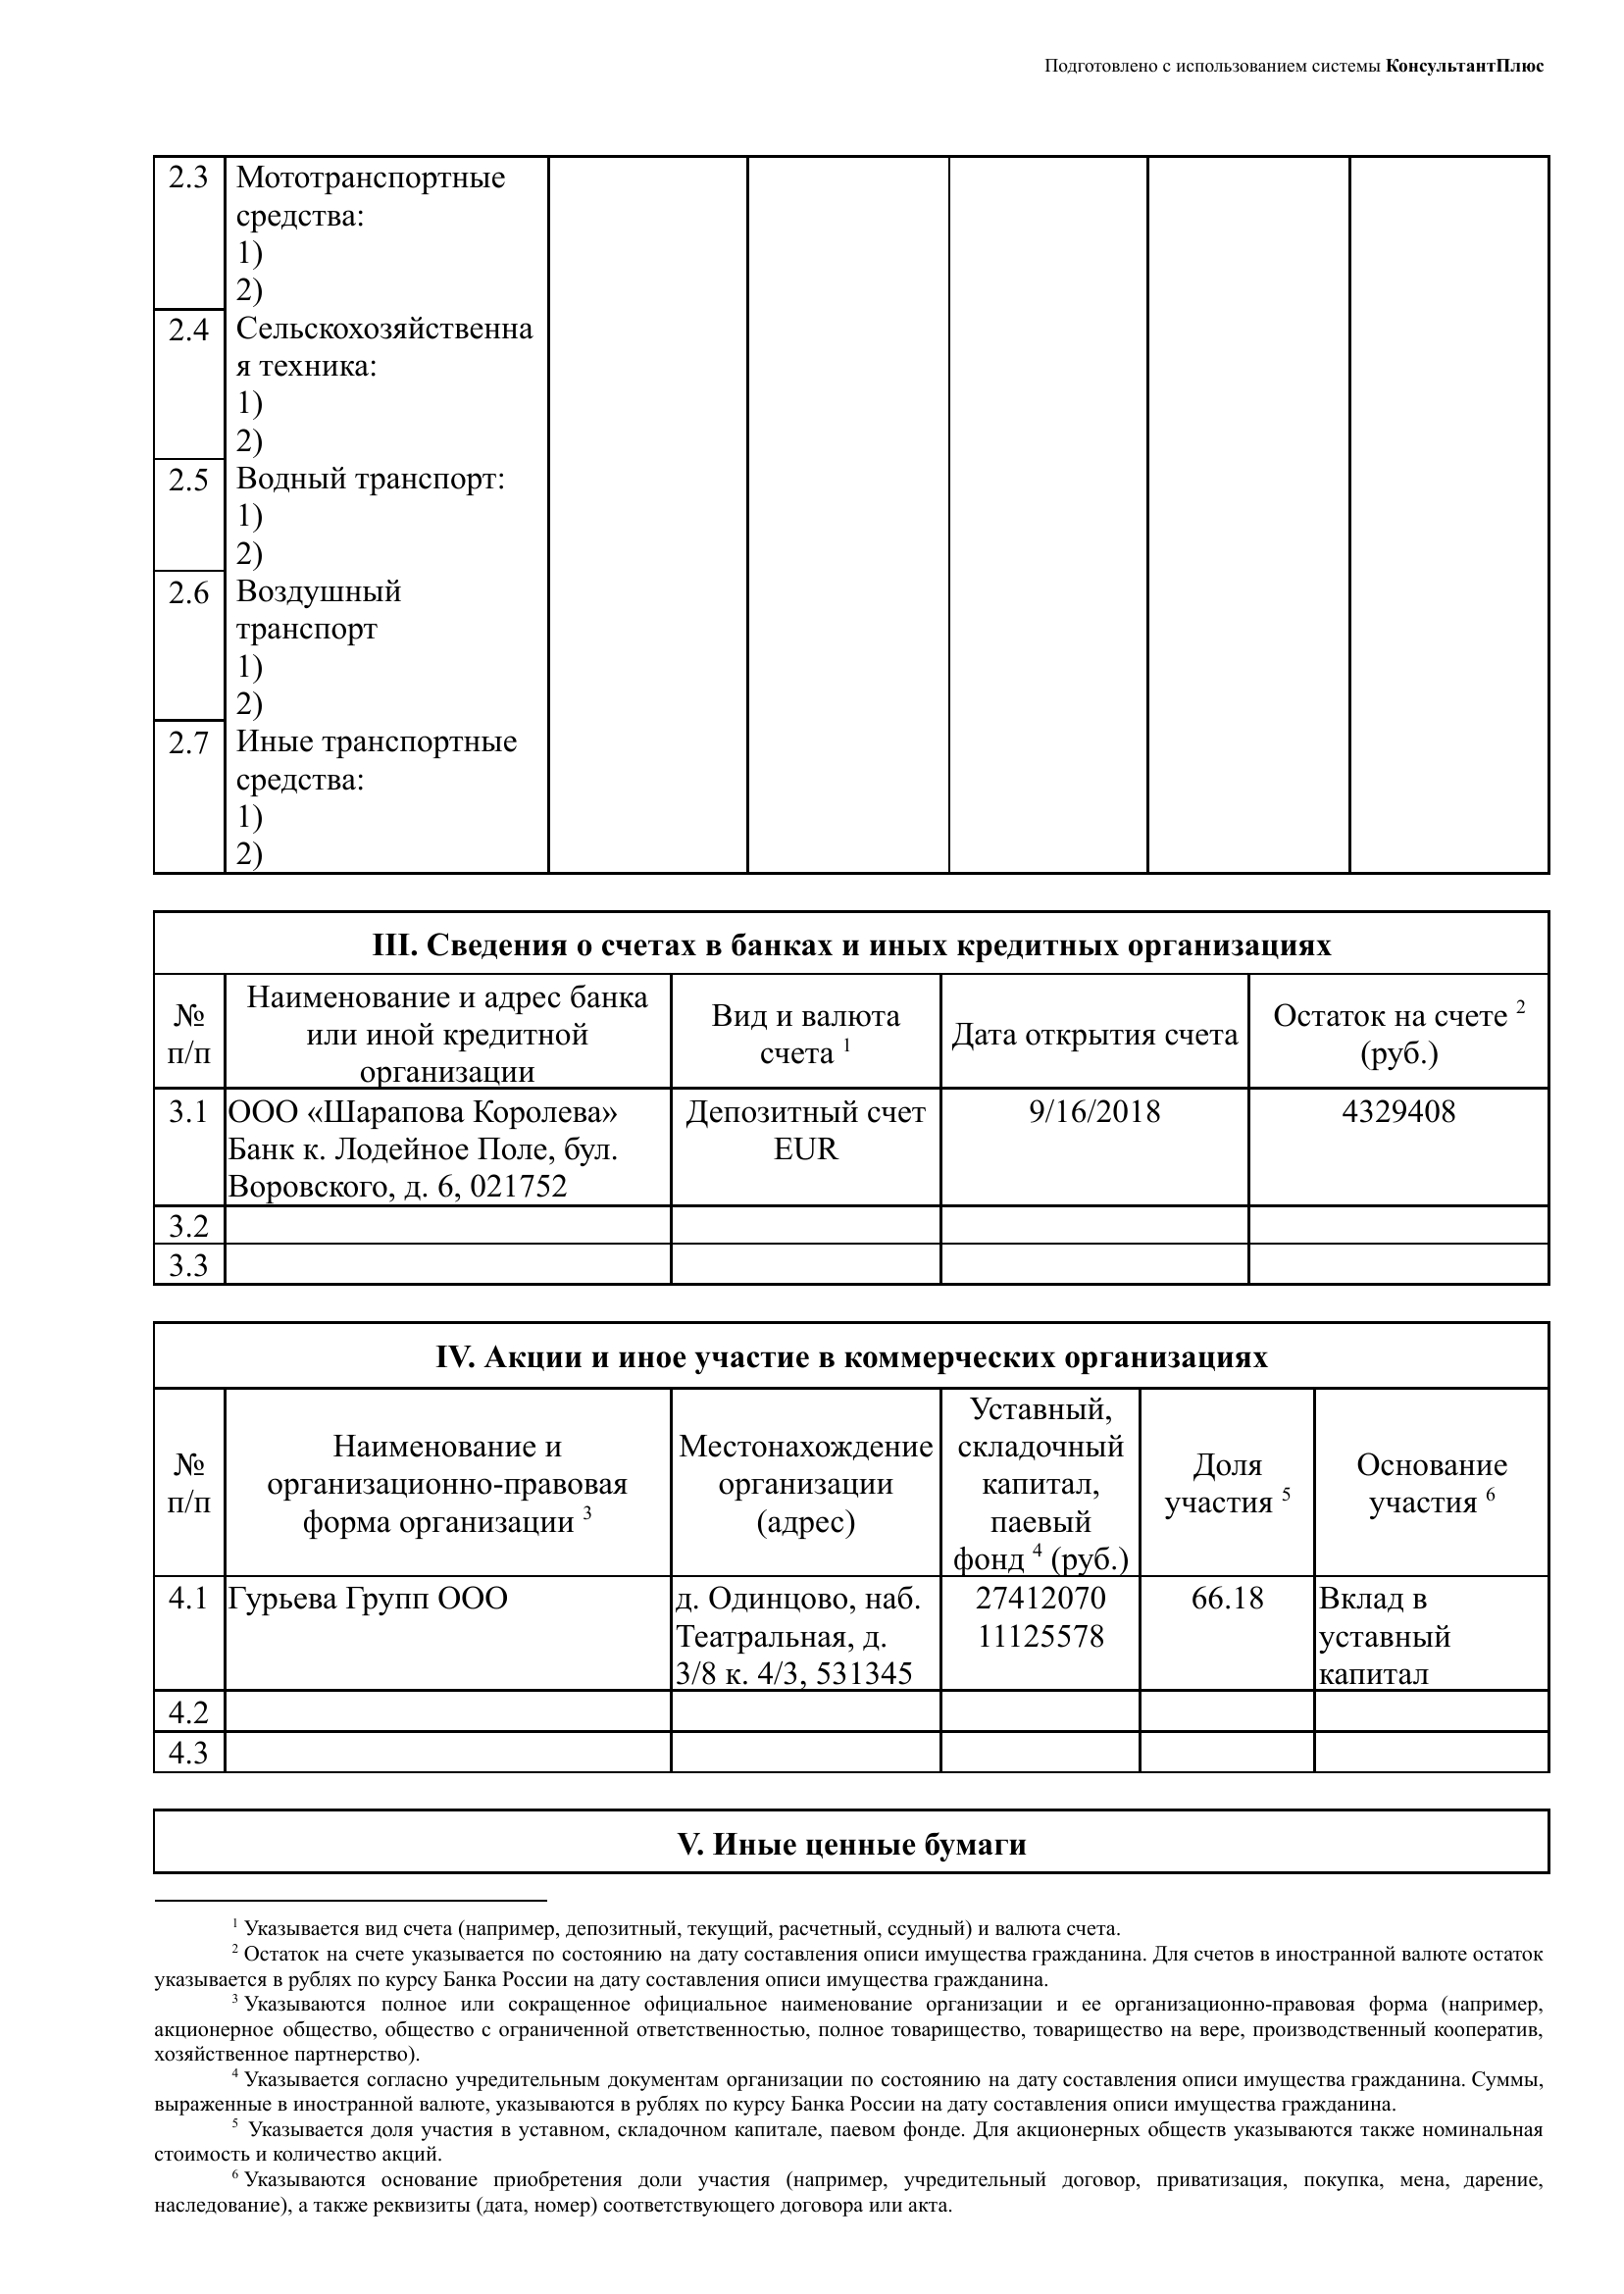 Подготовлено с использованием системы КонсультантПлюс
2.3
Мототранспортные
средства:
1)
2)
2.4
Сельскохозяйственна
я техника:
1)
2)
2.5
Водный транспорт:
1)
2)
2.6
Воздушный
транспорт
1)
2)
2.7
Иные транспортные
средства:
1)
2)
III. Сведения о счетах в банках и иных кредитных организациях
№
п/п
Наименование и адрес банка
или иной кредитной
организации
Вид и валюта
счета 1
Дата открытия счета
Остаток на счете 2
(руб.)
3.1
ООО «Шарапова Королева»
Банк к. Лодейное Поле, бул.
Воровского, д. 6, 021752
Депозитный счет
EUR
9/16/2018
4329408
3.2
3.3
IV. Акции и иное участие в коммерческих организациях
№
п/п
Наименование и
организационно-правовая
форма организации 3
Местонахождение
организации
(адрес)
Уставный,
складочный
капитал,
паевый
фонд 4 (руб.)
Доля
участия 5
Основание
участия 6
4.1
Гурьева Групп ООО
д. Одинцово, наб.
Театральная, д.
3/8 к. 4/3, 531345
27412070
11125578
66.18
Вклад в
уставный
капитал
4.2
4.3
V. Иные ценные бумаги
1 Указывается вид счета (например, депозитный, текущий, расчетный, ссудный) и валюта счета.
2 Остаток на счете указывается по состоянию на дату составления описи имущества гражданина. Для счетов в иностранной валюте остаток
указывается в рублях по курсу Банка России на дату составления описи имущества гражданина.
3 Указываются полное или сокращенное официальное наименование организации и ее организационно-правовая форма (например,
акционерное общество, общество с ограниченной ответственностью, полное товарищество, товарищество на вере, производственный кооператив,
хозяйственное партнерство).
4 Указывается согласно учредительным документам организации по состоянию на дату составления описи имущества гражданина. Суммы,
выраженные в иностранной валюте, указываются в рублях по курсу Банка России на дату составления описи имущества гражданина.
5 Указывается доля участия в уставном, складочном капитале, паевом фонде. Для акционерных обществ указываются также номинальная
стоимость и количество акций.
6 Указываются основание приобретения доли участия (например, учредительный договор, приватизация, покупка, мена, дарение,
наследование), а также реквизиты (дата, номер) соответствующего договора или акта.